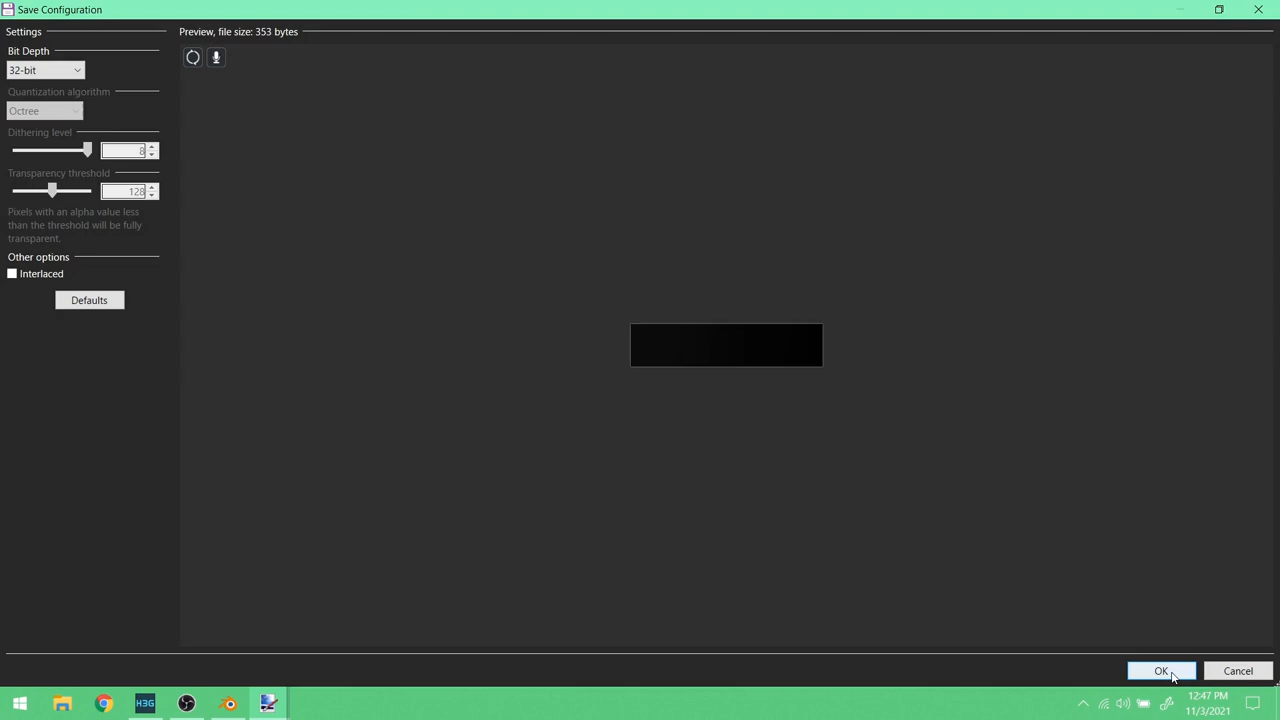 Save Configuration
Settings
Preview, file size: 353 bytes
Bit Depth
32-bit
Quantization algorithm
Octree
Dithering level
8
Transparency threshold
128
Pixels with an alpha value less
than the threshold will be fully
transparent.
Other options
Interlaced
Defaults
OK
Cancel
H3G
12:47 PM
11/3/2021